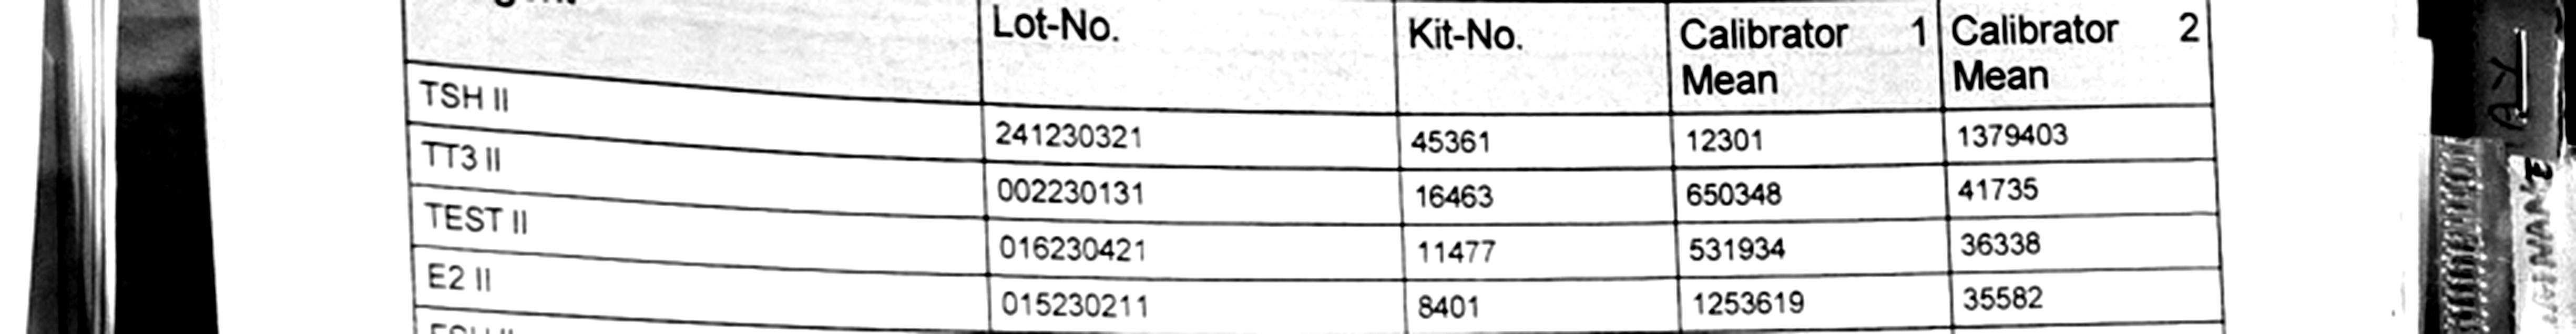 Lot-No. Kit-No. Calibrator 1 Mean Calibrator 2 Mean
TSH II 241230321 45361 12301 1379403
TT3 II 002230131 16463 650348 41735
TEST II 016230421 11477 531934 36338
E2 II 015230211 8401 1253619 35582